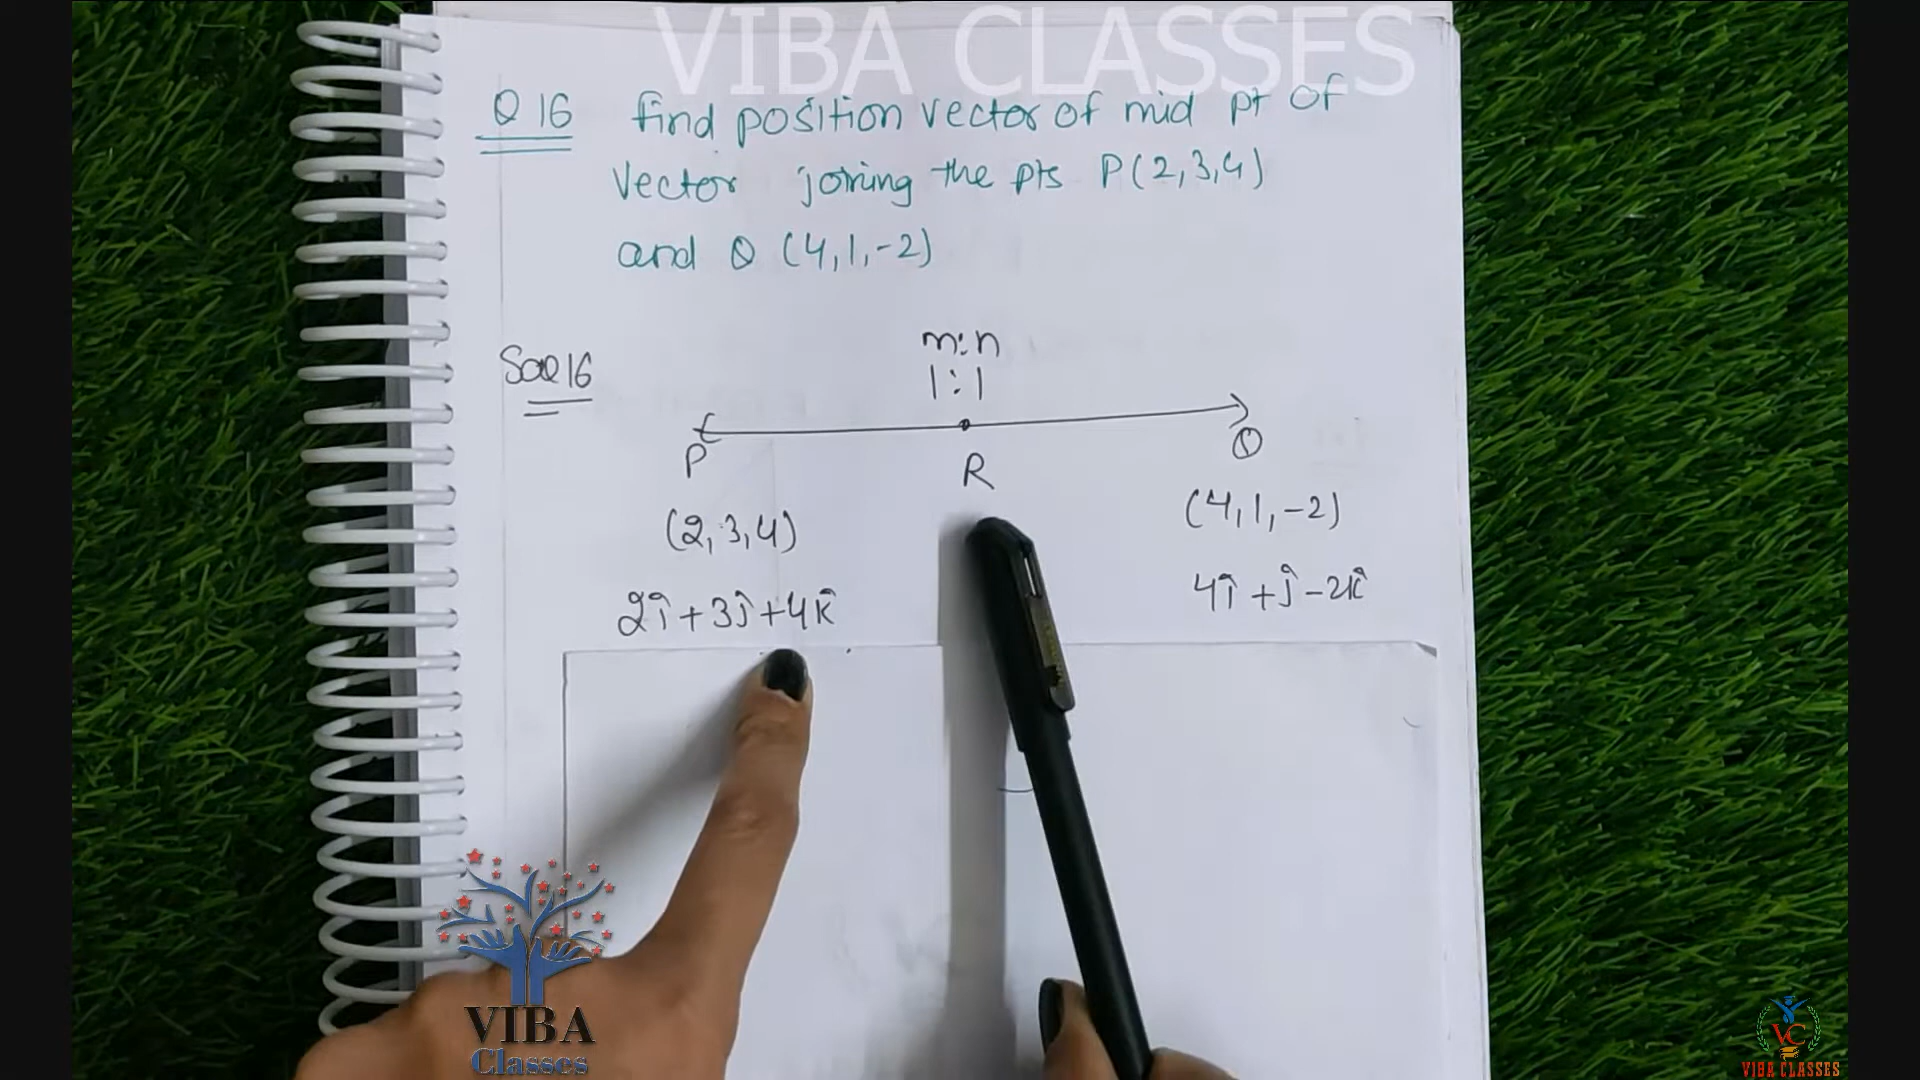 VIBA CLASSES
Q 16 find position vector of mid pt of
vector joining the pts P(2,3,4)
and Q (4,1,-2)
m:n
Sol 16
1:1
P
Q
R
(2,3,4)
(4,1,-2)
2î+3ĵ+4k̂
4î+ĵ-2k̂
VIBA
Classes
VC
VIBA CLASSES